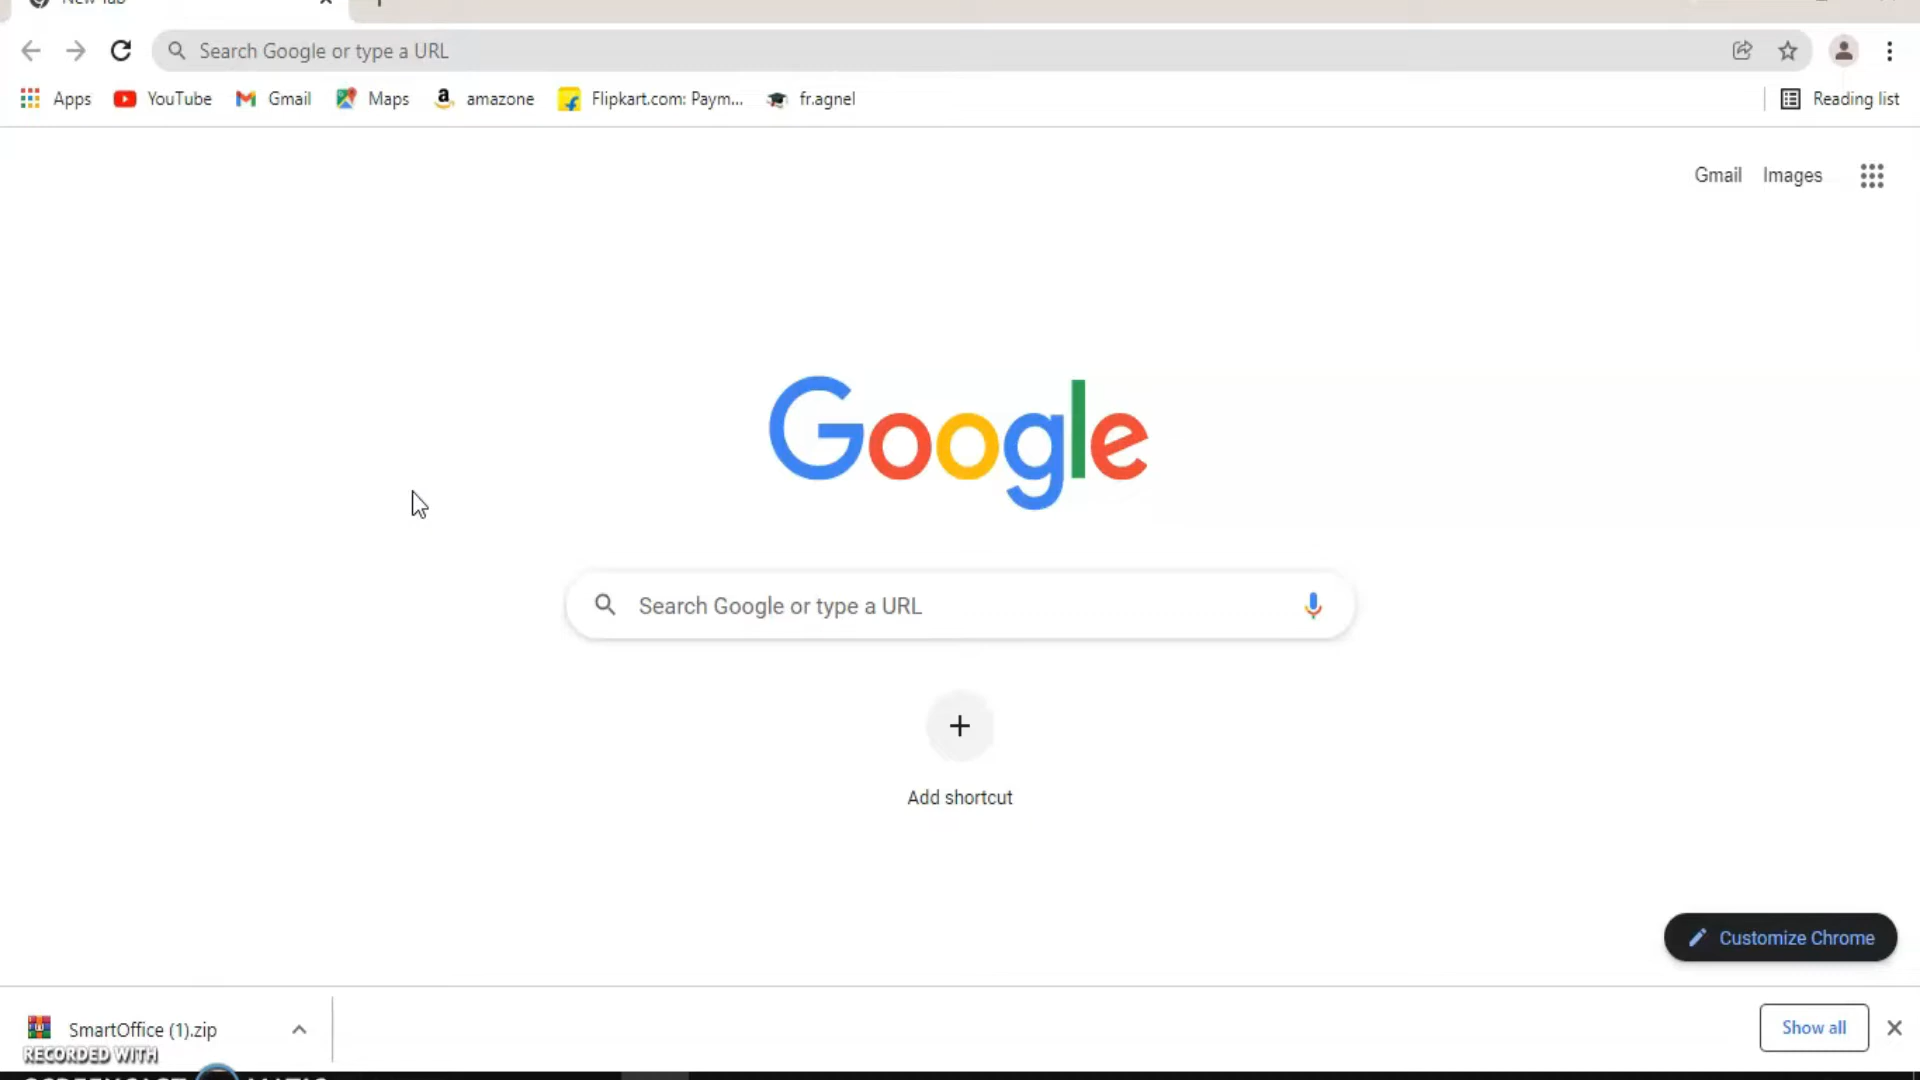 New Tab
Search Google or type a URL
Apps YouTube Gmail Maps amazone Flipkart.com: Paym... fr.agnel Reading list
Gmail Images
Google
Search Google or type a URL
Add shortcut
Customize Chrome
SmartOffice (1).zip Show all
RECORDED WITH